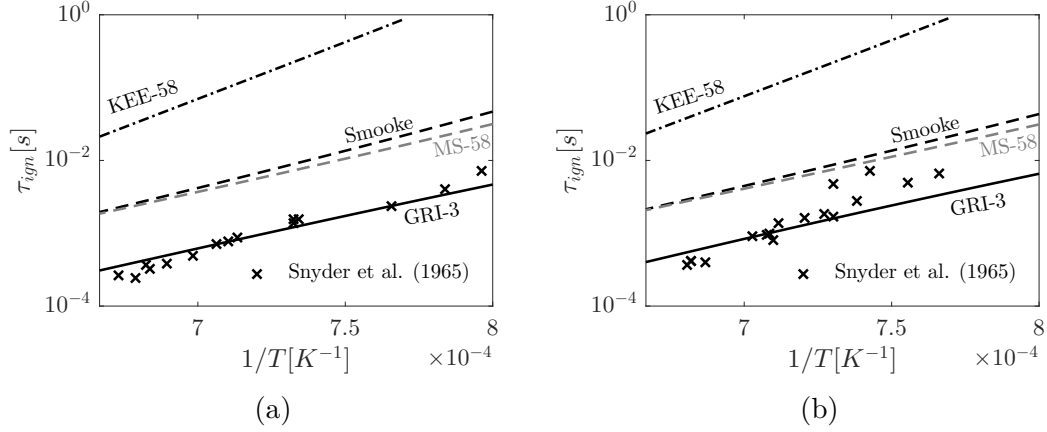 10^0
10^-2
10^-4
τ_ign[s]
KEE-58
Smooke
MS-58
GRI-3
Snyder et al. (1965)
7
7.5
8
1/T[K^-1]
×10^-4
(a)
10^0
10^-2
10^-4
τ_ign[s]
KEE-58
Smooke
MS-58
GRI-3
Snyder et al. (1965)
7
7.5
8
1/T[K^-1]
×10^-4
(b)